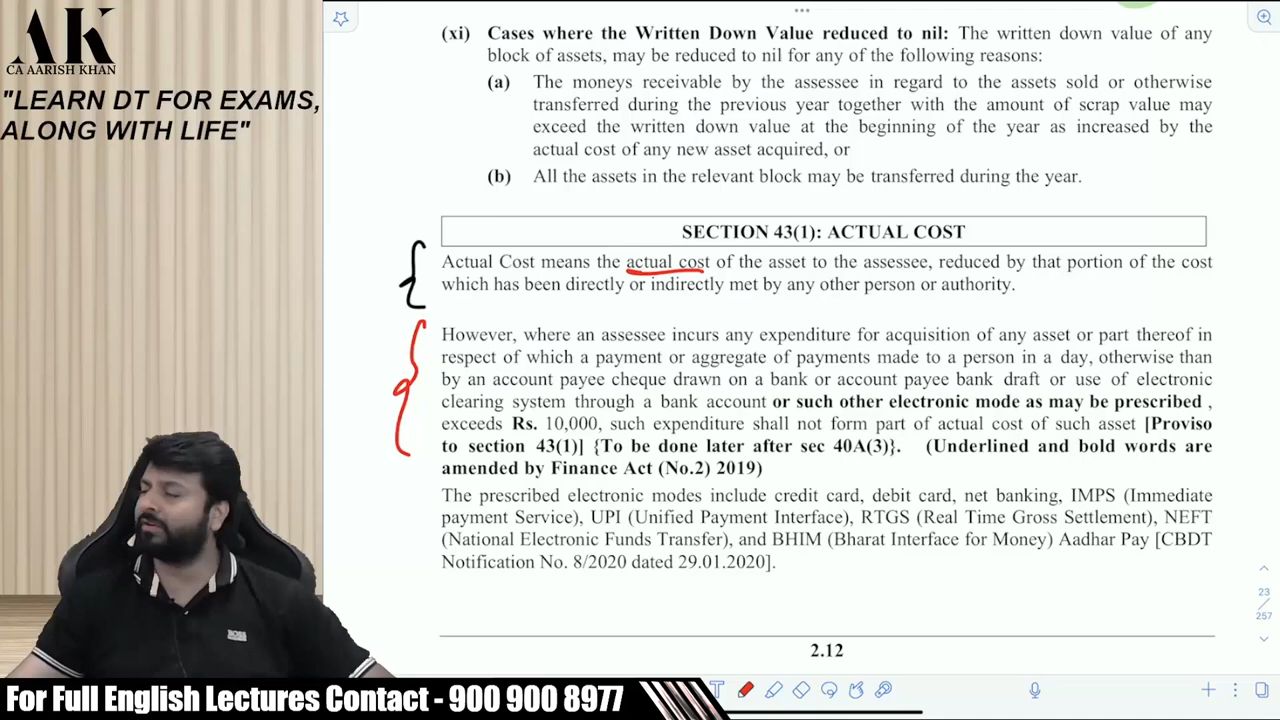 AK
CA AARISH KHAN
"LEARN DT FOR EXAMS,
ALONG WITH LIFE"
(xi) Cases where the Written Down Value reduced to nil: The written down value of any
block of assets, may be reduced to nil for any of the following reasons:
(a) The moneys receivable by the assessee in regard to the assets sold or otherwise
transferred during the previous year together with the amount of scrap value may
exceed the written down value at the beginning of the year as increased by the
actual cost of any new asset acquired, or
(b) All the assets in the relevant block may be transferred during the year.
SECTION 43(1): ACTUAL COST
Actual Cost means the actual cost of the asset to the assessee, reduced by that portion of the cost
which has been directly or indirectly met by any other person or authority.
However, where an assessee incurs any expenditure for acquisition of any asset or part thereof in
respect of which a payment or aggregate of payments made to a person in a day, otherwise than
by an account payee cheque drawn on a bank or account payee bank draft or use of electronic
clearing system through a bank account or such other electronic mode as may be prescribed ,
exceeds Rs. 10,000, such expenditure shall not form part of actual cost of such asset [Proviso
to section 43(1)] {To be done later after sec 40A(3)}. (Underlined and bold words are
amended by Finance Act (No.2) 2019)
The prescribed electronic modes include credit card, debit card, net banking, IMPS (Immediate
payment Service), UPI (Unified Payment Interface), RTGS (Real Time Gross Settlement), NEFT
(National Electronic Funds Transfer), and BHIM (Bharat Interface for Money) Aadhar Pay [CBDT
Notification No. 8/2020 dated 29.01.2020].
23
257
2.12
For Full English Lectures Contact - 900 900 8977